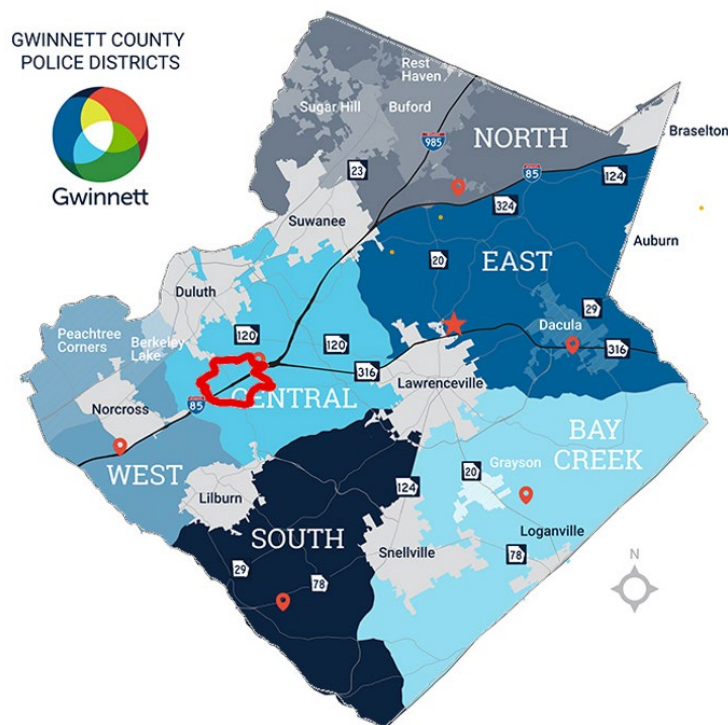 GWINNETT COUNTY
POLICE DISTRICTS
Gwinnett
Rest
Haven
Sugar Hill
Buford
NORTH
Braselton
985
85
23
124
324
Suwanee
20
EAST
Auburn
Duluth
29
Dacula
Peachtree
Corners
Berkeley
Lake
120
120
316
316
Lawrenceville
CENTRAL
Norcross
85
BAY
CREEK
WEST
20
Grayson
Lilburn
124
SOUTH
Snellville
Loganville
78
29
78
N